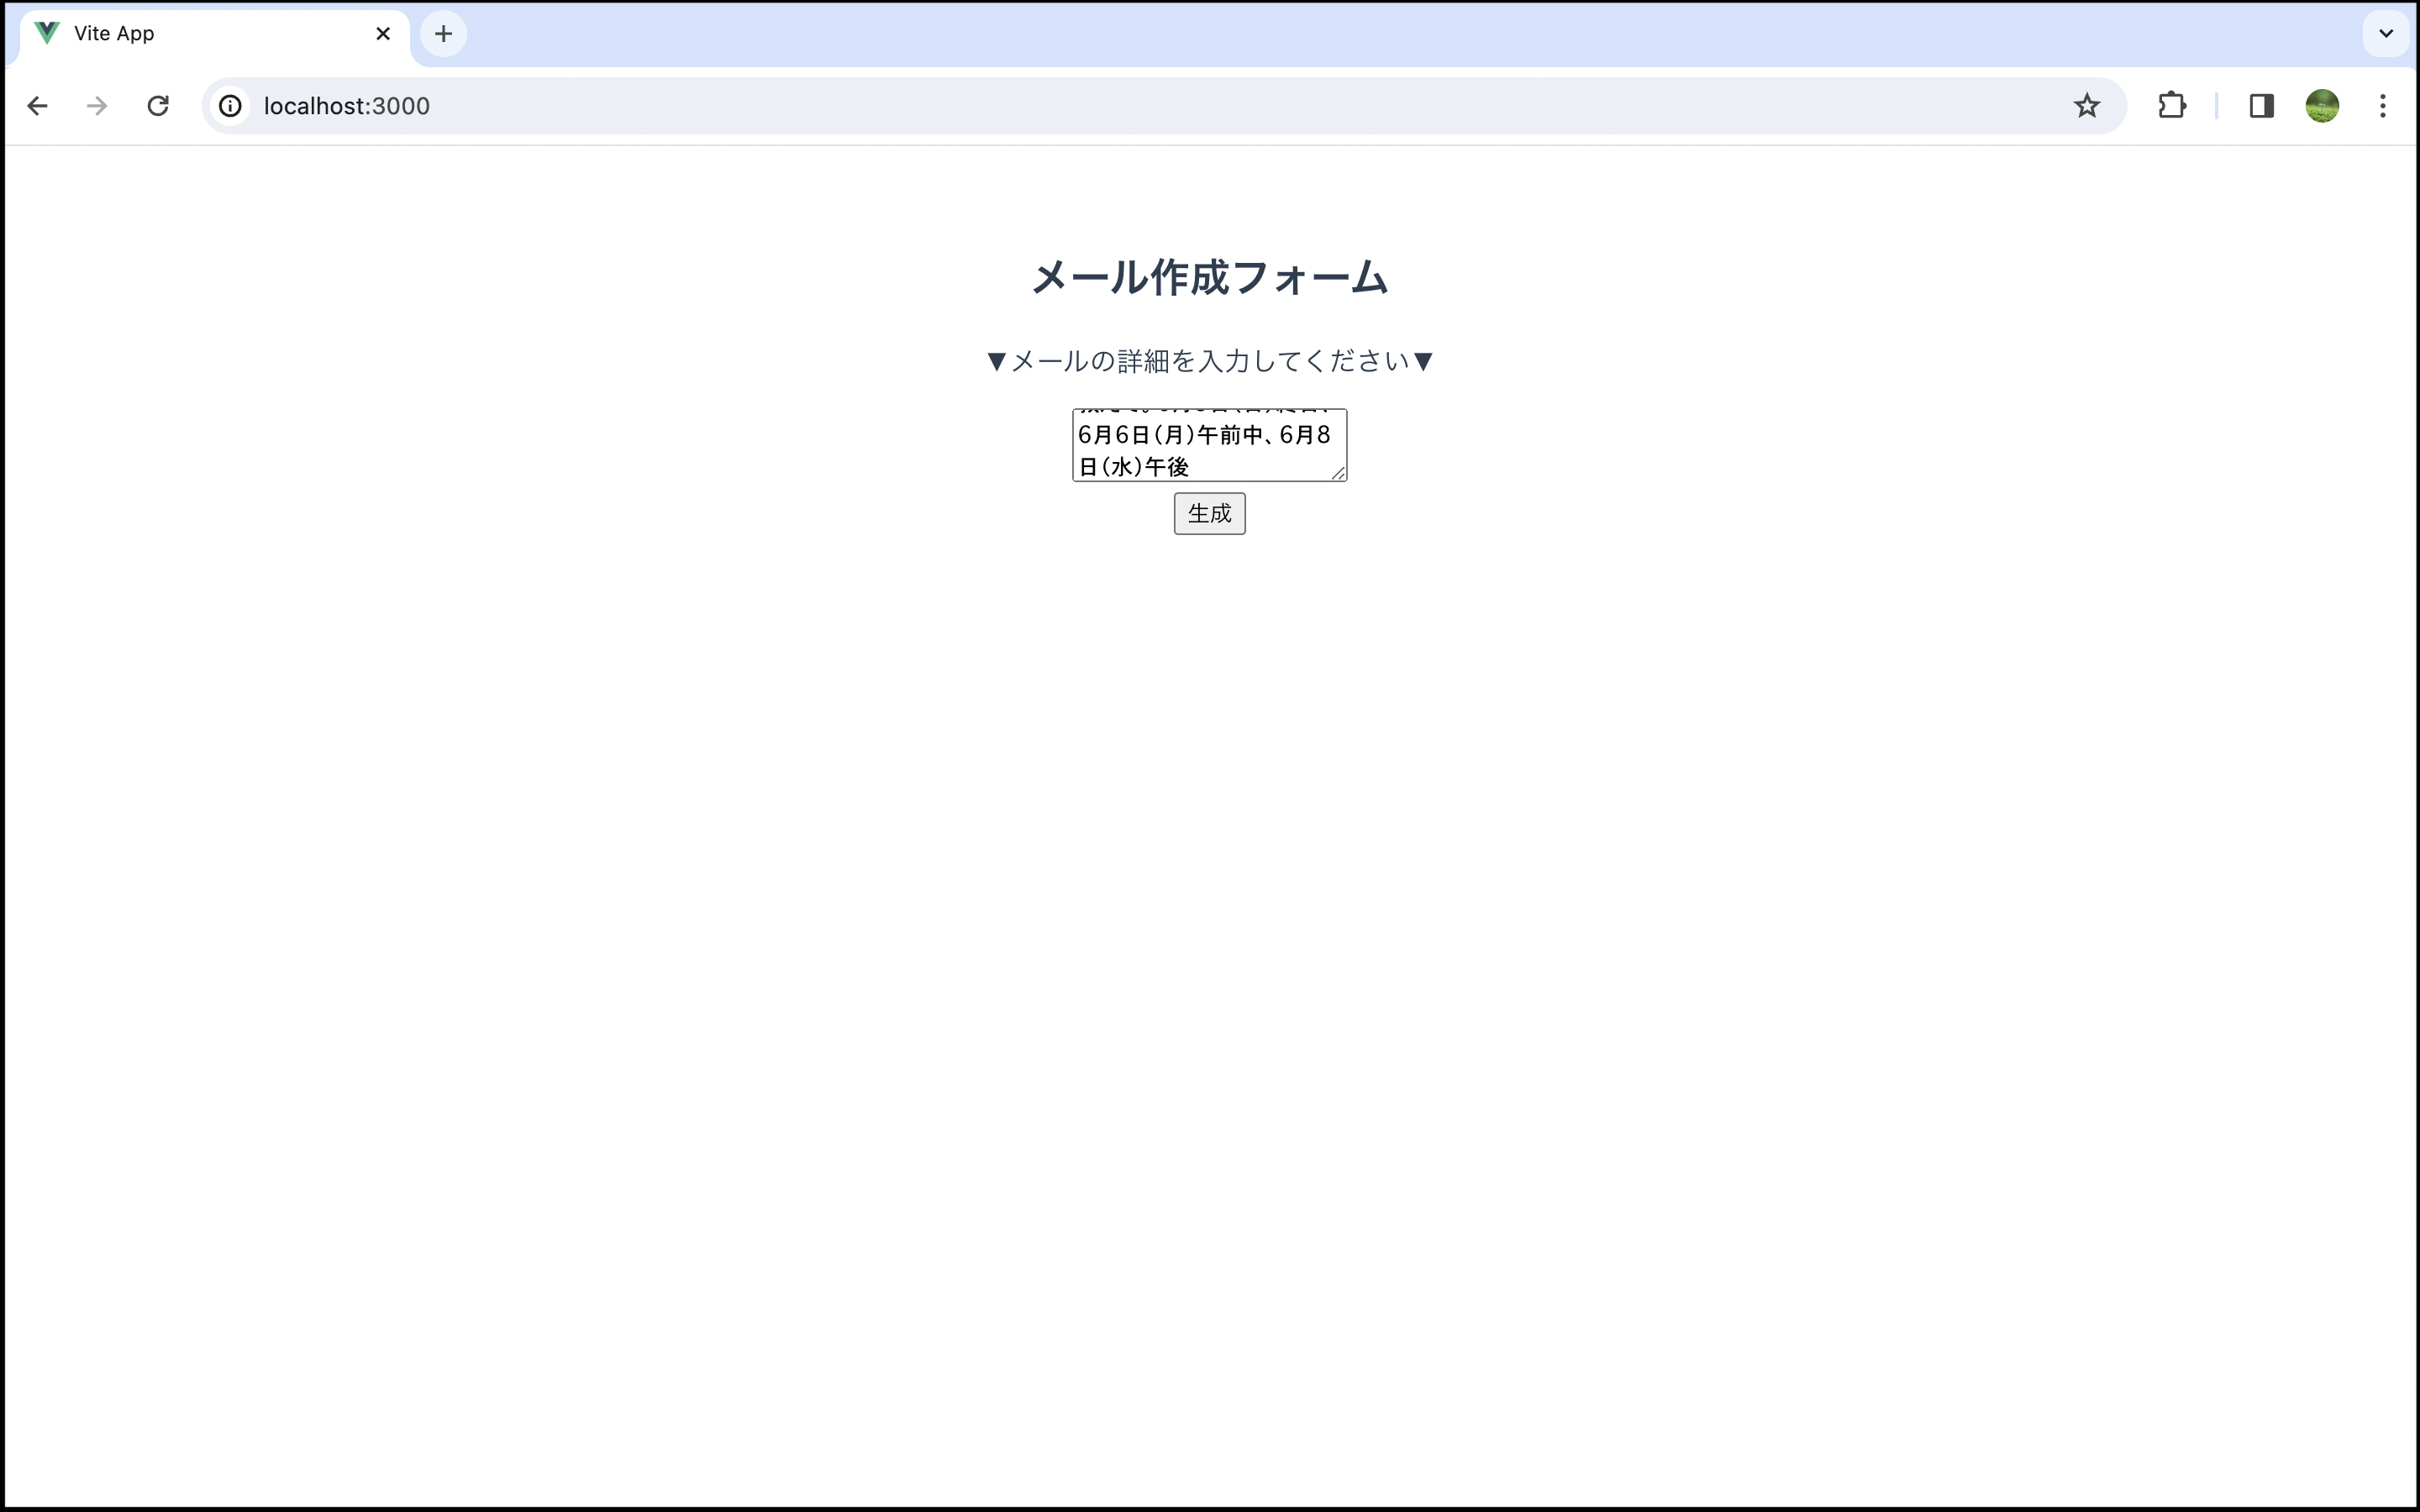 Vite App
localhost:3000
メール作成フォーム
▼メールの詳細を入力してください▼
6月6日(月)午前中、6月8
日(水)午後
生成